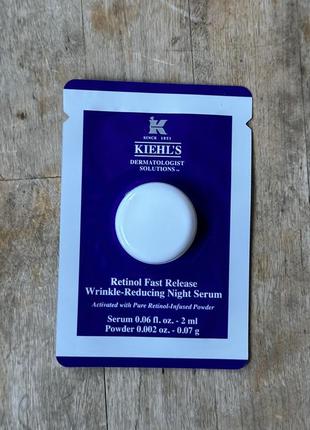 K
SINCE 1851
KIEHL'S
DERMATOLOGIST
SOLUTIONS™
Retinol Fast Release
Wrinkle-Reducing Night Serum
Activated with Pure Retinol-Infused Powder
Serum 0.06 fl. oz. - 2 ml
Powder 0.002 oz. - 0.07 g